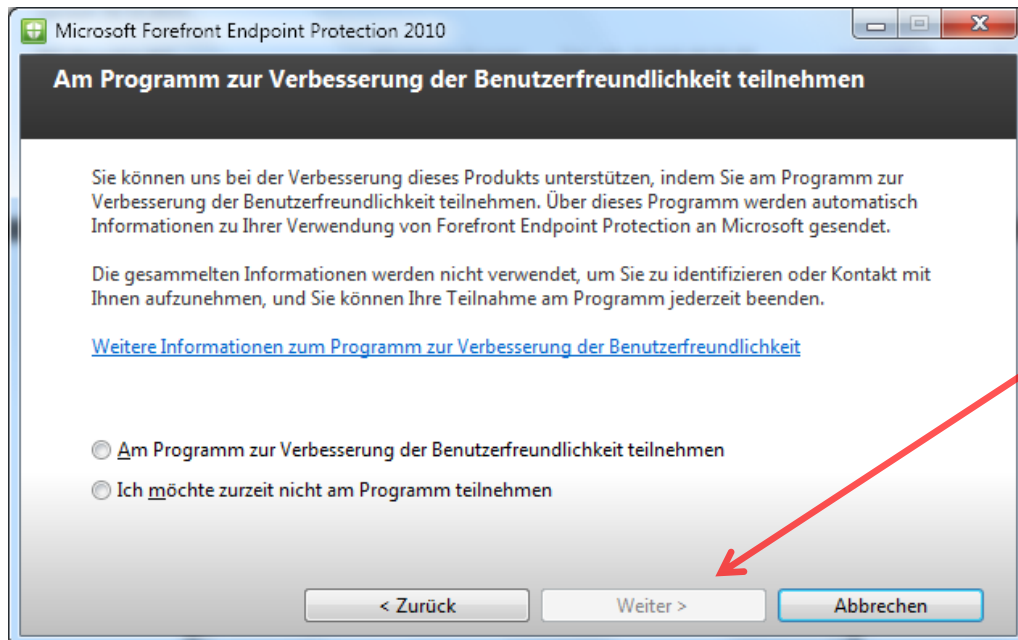 Microsoft Forefront Endpoint Protection 2010
Am Programm zur Verbesserung der Benutzerfreundlichkeit teilnehmen
Sie können uns bei der Verbesserung dieses Produkts unterstützen, indem Sie am Programm zur
Verbesserung der Benutzerfreundlichkeit teilnehmen. Über dieses Programm werden automatisch
Informationen zu Ihrer Verwendung von Forefront Endpoint Protection an Microsoft gesendet.
Die gesammelten Informationen werden nicht verwendet, um Sie zu identifizieren oder Kontakt mit
Ihnen aufzunehmen, und Sie können Ihre Teilnahme am Programm jederzeit beenden.
Weitere Informationen zum Programm zur Verbesserung der Benutzerfreundlichkeit
Am Programm zur Verbesserung der Benutzerfreundlichkeit teilnehmen
Ich möchte zurzeit nicht am Programm teilnehmen
< Zurück
Weiter >
Abbrechen